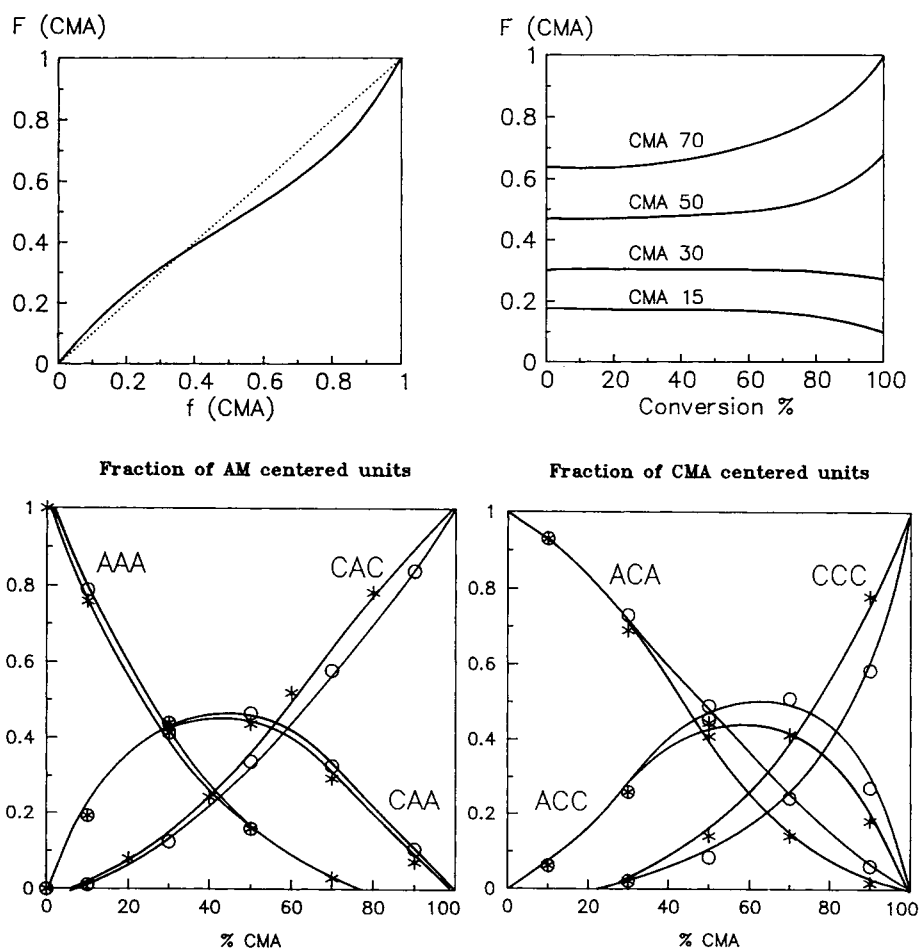 F (CMA)
1
0.8
0.6
0.4
0.2
0
0 0.2 0.4 0.6 0.8 1
f (CMA)
F (CMA)
1
0.8
0.6
0.4
0.2
0
CMA 70
CMA 50
CMA 30
CMA 15
0 20 40 60 80 100
Conversion %
Fraction of AM centered units
1
0.8
0.6
0.4
0.2
0
AAA
CAC
CAA
0 20 40 60 80 100
% CMA
Fraction of CMA centered units
1
0.8
0.6
0.4
0.2
0
ACA
CCC
ACC
0 20 40 60 80 100
% CMA